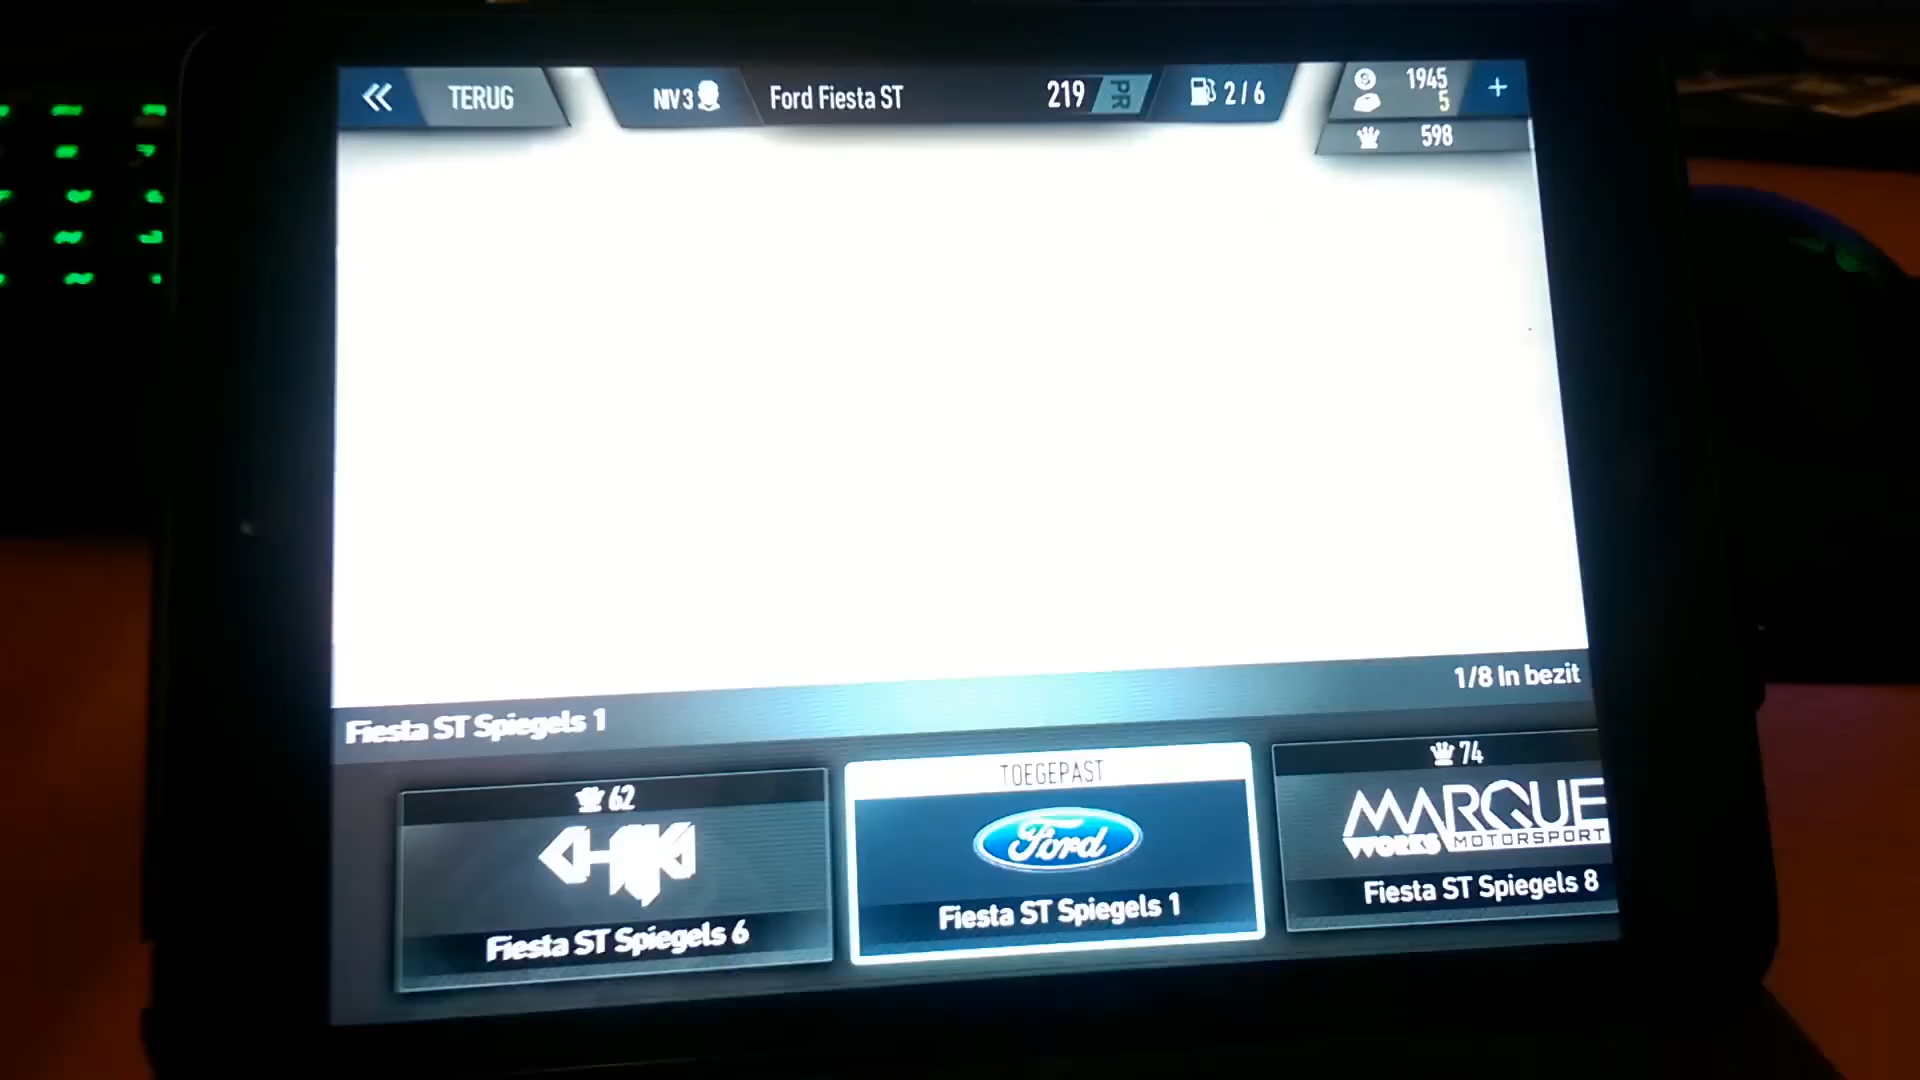 TERUG
NIV 3
Ford Fiesta ST
219 PR
2/6
1945
5
+
598
1/8 In bezit
Fiesta ST Spiegels 1
62
Fiesta ST Spiegels 6
TOEGEPAST
Ford
Fiesta ST Spiegels 1
74
MARQUE
WORKS MOTORSPORT
Fiesta ST Spiegels 8